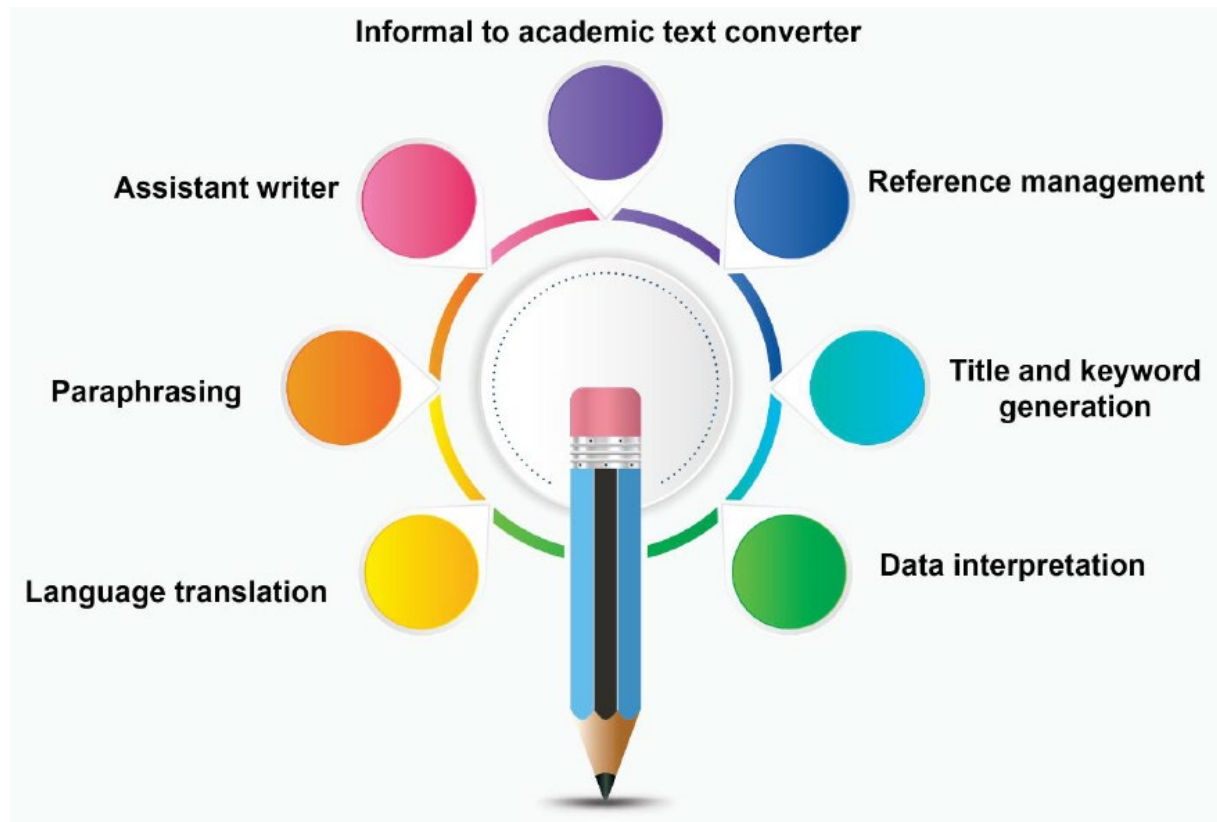 Informal to academic text converter
Assistant writer
Reference management
Paraphrasing
Title and keyword
generation
Language translation
Data interpretation